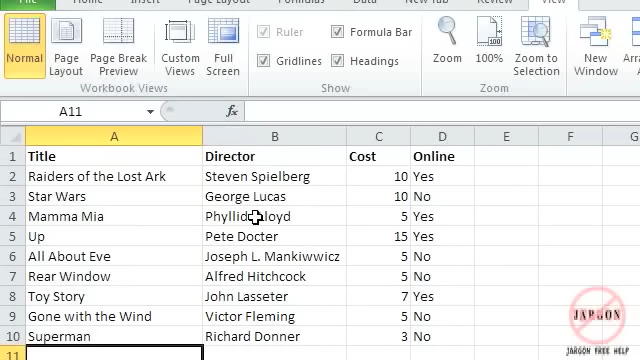 File Home Insert Page Layout Formulas Data Review View
Normal Page Layout Page Break Preview Custom Views Full Screen Ruler Formula Bar Gridlines Headings Zoom 100% Zoom to Selection New Window Arrange All
Workbook Views Show Zoom
A11 fx
A B C D E F G
1 Title Director Cost Online
2 Raiders of the Lost Ark Steven Spielberg 10 Yes
3 Star Wars George Lucas 10 No
4 Mamma Mia Phyllida Lloyd 5 Yes
5 Up Pete Docter 15 Yes
6 All About Eve Joseph L. Mankiwwicz 5 No
7 Rear Window Alfred Hitchcock 5 No
8 Toy Story John Lasseter 7 Yes
9 Gone with the Wind Victor Fleming 5 No
10 Superman Richard Donner 3 No
11
JARGON
JARGON FREE HELP